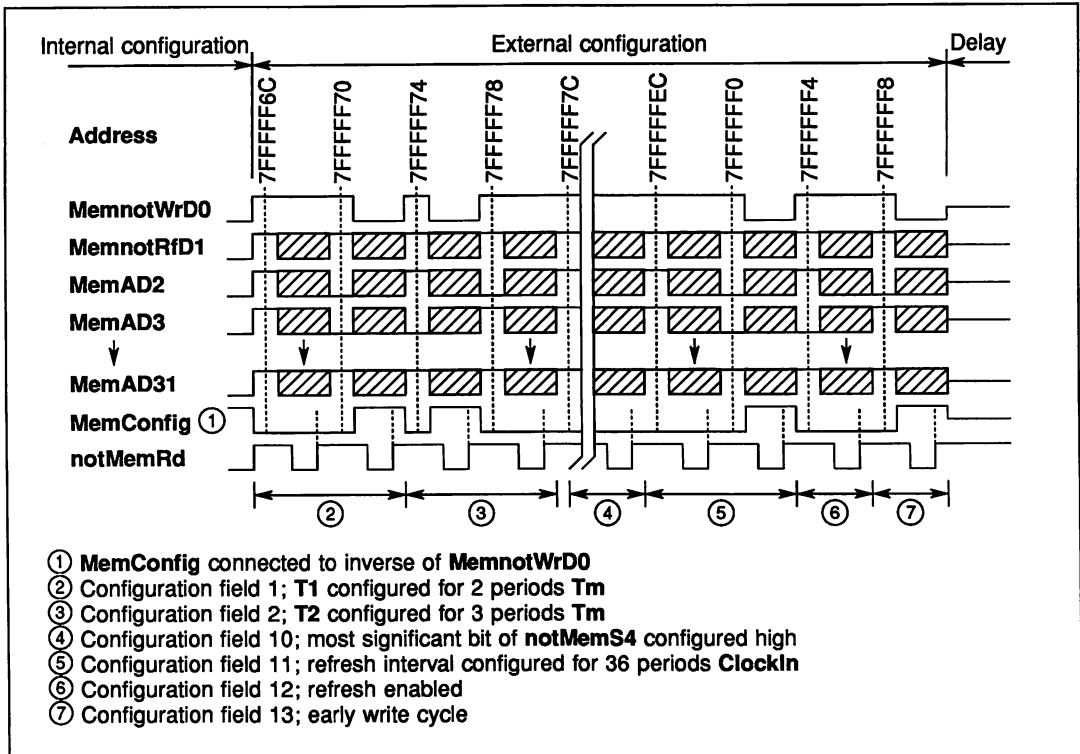 Internal configuration
External configuration
Delay
Address
7FFFFF6C
7FFFFF70
7FFFFF74
7FFFFF78
7FFFFF7C
7FFFFFEC
7FFFFFF0
7FFFFFF4
7FFFFFF8
MemnotWrD0
MemnotRfD1
MemAD2
MemAD3
MemAD31
MemConfig ①
notMemRd
② ③ ④ ⑤ ⑥ ⑦
① MemConfig connected to inverse of MemnotWrD0
② Configuration field 1; T1 configured for 2 periods Tm
③ Configuration field 2; T2 configured for 3 periods Tm
④ Configuration field 10; most significant bit of notMemS4 configured high
⑤ Configuration field 11; refresh interval configured for 36 periods ClockIn
⑥ Configuration field 12; refresh enabled
⑦ Configuration field 13; early write cycle